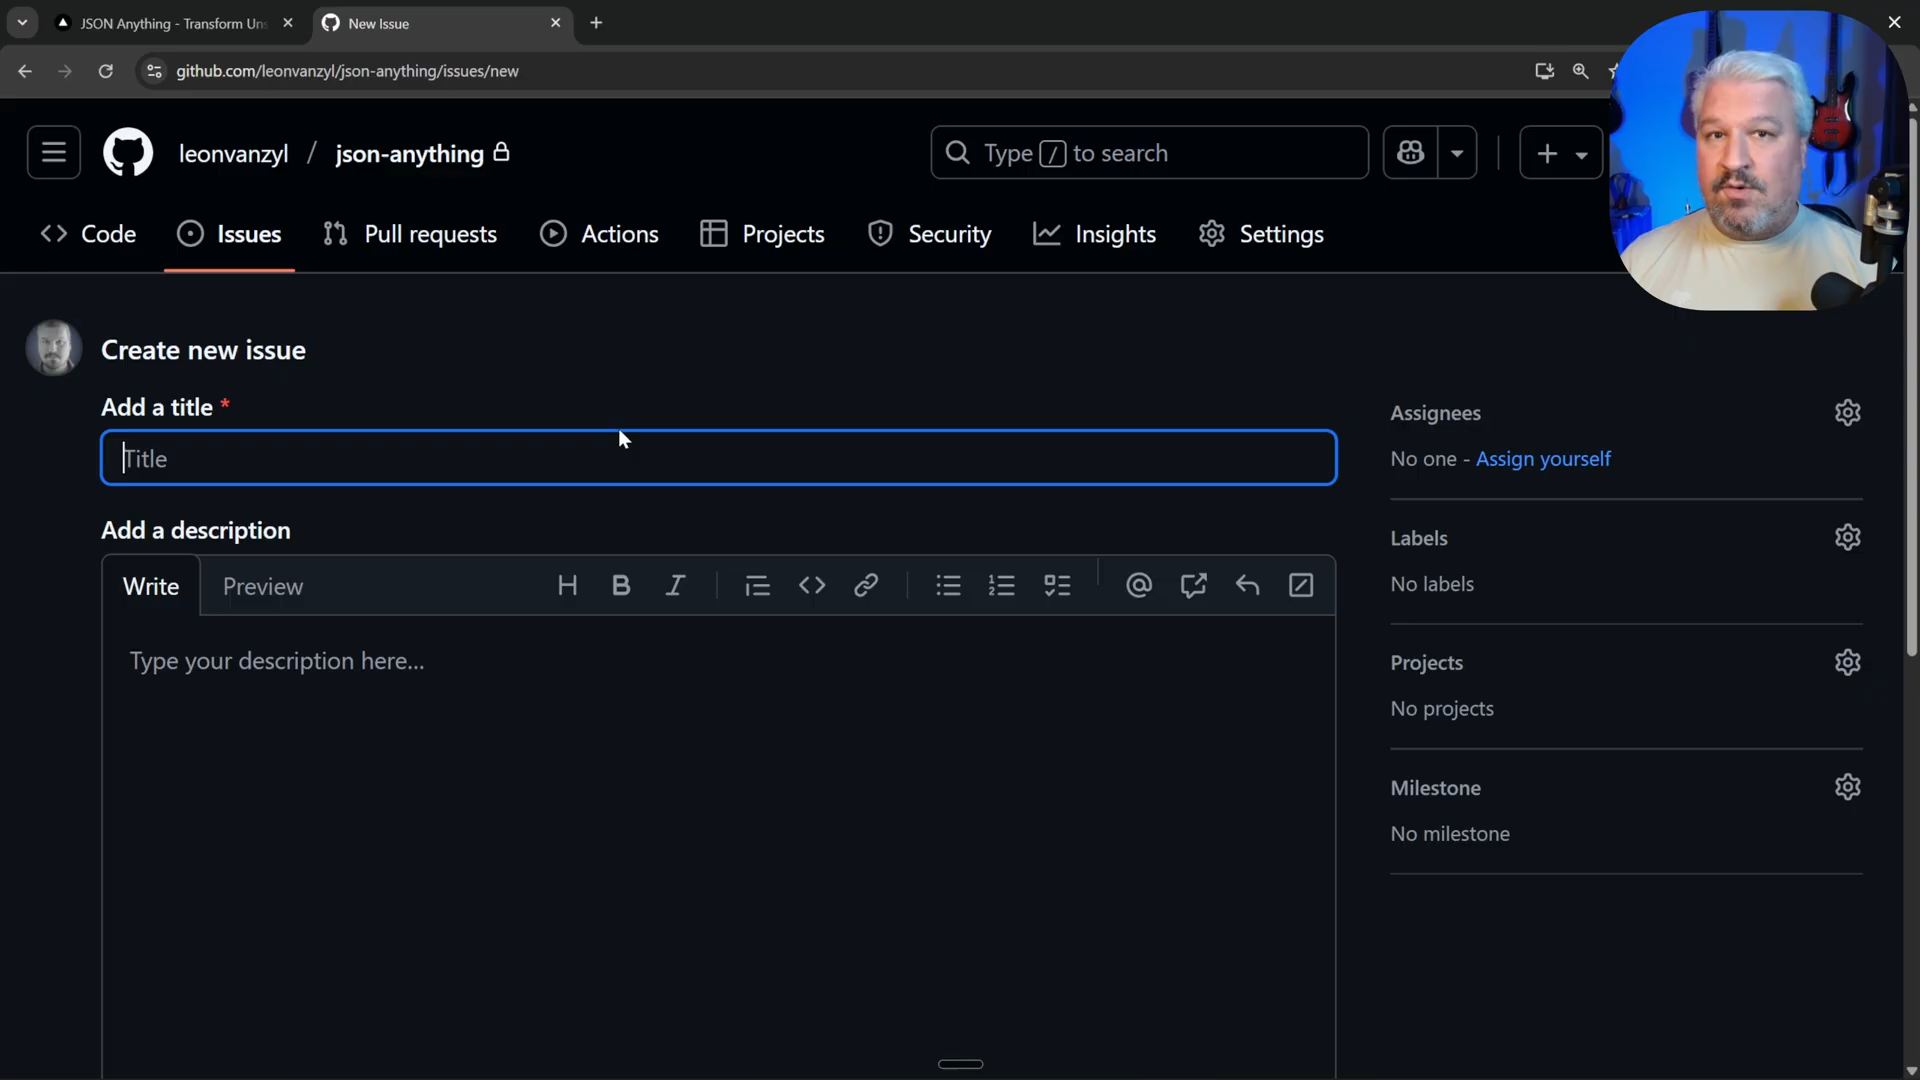 JSON Anything - Transform Uns
New Issue
github.com/leonvanzyl/json-anything/issues/new
leonvanzyl / json-anything
Type / to search
Code
Issues
Pull requests
Actions
Projects
Security
Insights
Settings
Create new issue
Add a title *
Title
Add a description
Write
Preview
Type your description here...
Assignees
No one - Assign yourself
Labels
No labels
Projects
No projects
Milestone
No milestone